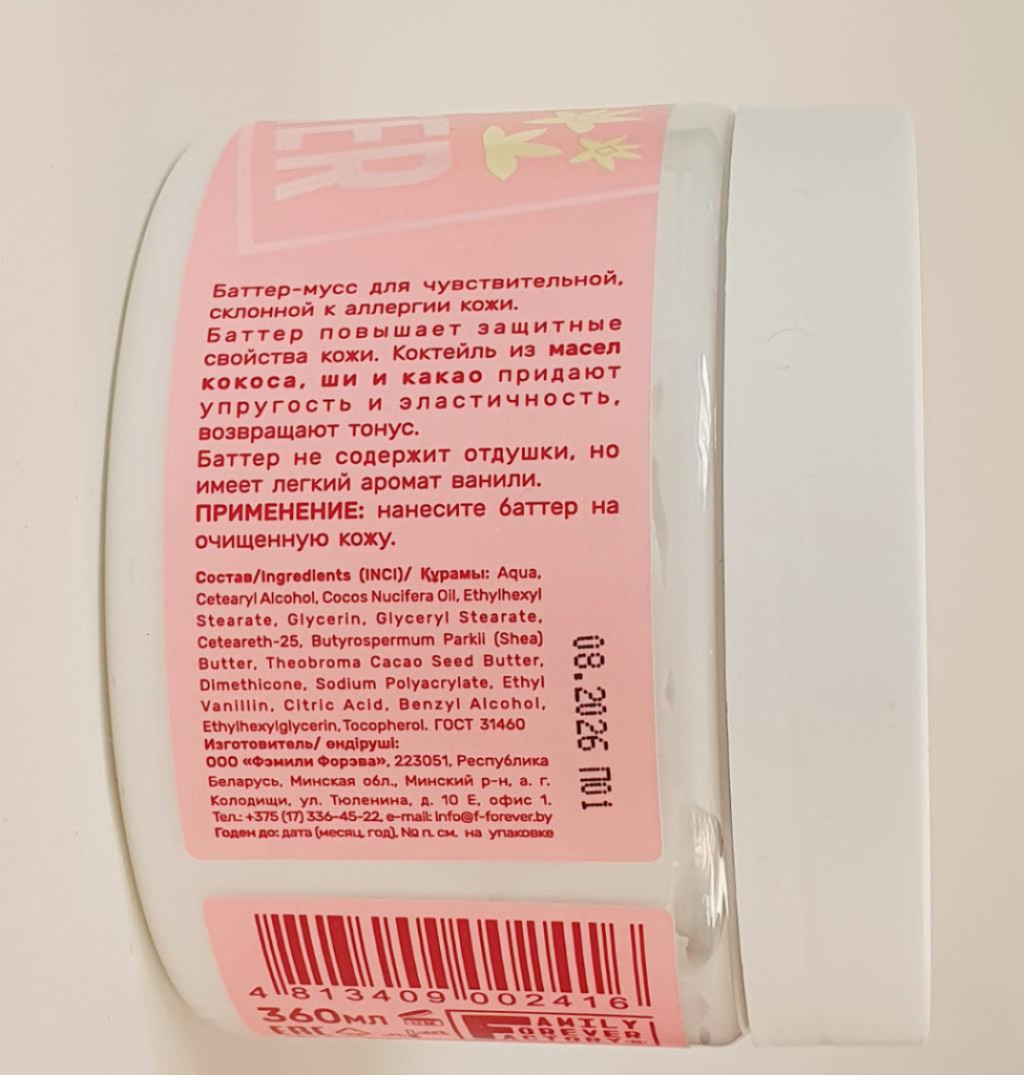 ER
Баттер-мусс для чувствительной,
склонной к аллергии кожи.
Баттер повышает защитные
свойства кожи. Коктейль из масел
кокоса, ши и какао придают
упругость и эластичность,
возвращают тонус.
Баттер не содержит отдушки, но
имеет легкий аромат ванили.
ПРИМЕНЕНИЕ: нанесите баттер на
очищенную кожу.
Состав/Ingredients (INCI)/ Құрамы: Aqua,
Cetearyl Alcohol, Cocos Nucifera Oil, Ethylhexyl
Stearate, Glycerin, Glyceryl Stearate,
Ceteareth-25, Butyrospermum Parkii (Shea)
Butter, Theobroma Cacao Seed Butter,
Dimethicone, Sodium Polyacrylate, Ethyl
Vanillin, Citric Acid, Benzyl Alcohol,
Ethylhexylglycerin, Tocopherol. ГОСТ 31460
Изготовитель/ өндіруші:
ООО «Фэмили Форэва», 223051, Республика
Беларусь, Минская обл., Минский р-н, а. г.
Колодищи, ул. Тюленина, д. 10 Е, офис 1.
Тел.: +375 (17) 336-45-22, e-mail: info@f-forever.by
Годен до: дата (месяц, год), № п. см. на упаковке
08.2026 П01
4 813409 002416
360мл
FAMILY
FOREVER
FACTORY